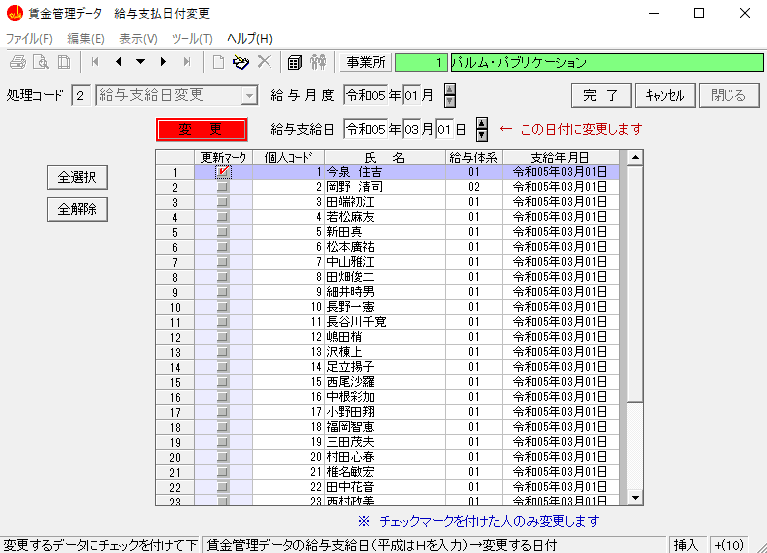 賃金管理データ　給与支払日付変更
ファイル(F)　編集(E)　表示(V)　ツール(T)　ヘルプ(H)
事業所　1　パルム・パブリケーション
処理コード　2　給与支給日変更　給 与 月 度　令和05年01月　完 了　キャンセル　閉じる
変　更　給与支給日　令和05年03月01日　← この日付に変更します
全選択
全解除
更新マーク　個人コード　氏　名　給与体系　支給年月日
1　1　今泉 住吉　01　令和05年03月01日
2　2　岡野 清司　02　令和05年03月01日
3　3　田端初江　01　令和05年03月01日
4　4　若松麻友　01　令和05年03月01日
5　5　新田真　01　令和05年03月01日
6　6　松本廣祐　01　令和05年03月01日
7　7　中山雅江　01　令和05年03月01日
8　8　田畑俊二　01　令和05年03月01日
9　9　細井時男　01　令和05年03月01日
10　10　長野一憲　01　令和05年03月01日
11　11　長谷川千寛　01　令和05年03月01日
12　12　嶋田梢　01　令和05年03月01日
13　13　沢棟上　01　令和05年03月01日
14　14　足立揚子　01　令和05年03月01日
15　15　西尾沙羅　01　令和05年03月01日
16　16　中根彩加　01　令和05年03月01日
17　17　小野田翔　01　令和05年03月01日
18　18　福岡智恵　01　令和05年03月01日
19　19　三田茂夫　01　令和05年03月01日
20　20　村田心春　01　令和05年03月01日
21　21　椎名敏宏　01　令和05年03月01日
22　22　田中花音　01　令和05年03月01日
23　23　西村政美　01　令和05年03月01日
※ チェックマークを付けた人のみ変更します
変更するデータにチェックを付けて下　賃金管理データの給与支給日(平成はHを入力)→変更する日付　挿入　+(10)